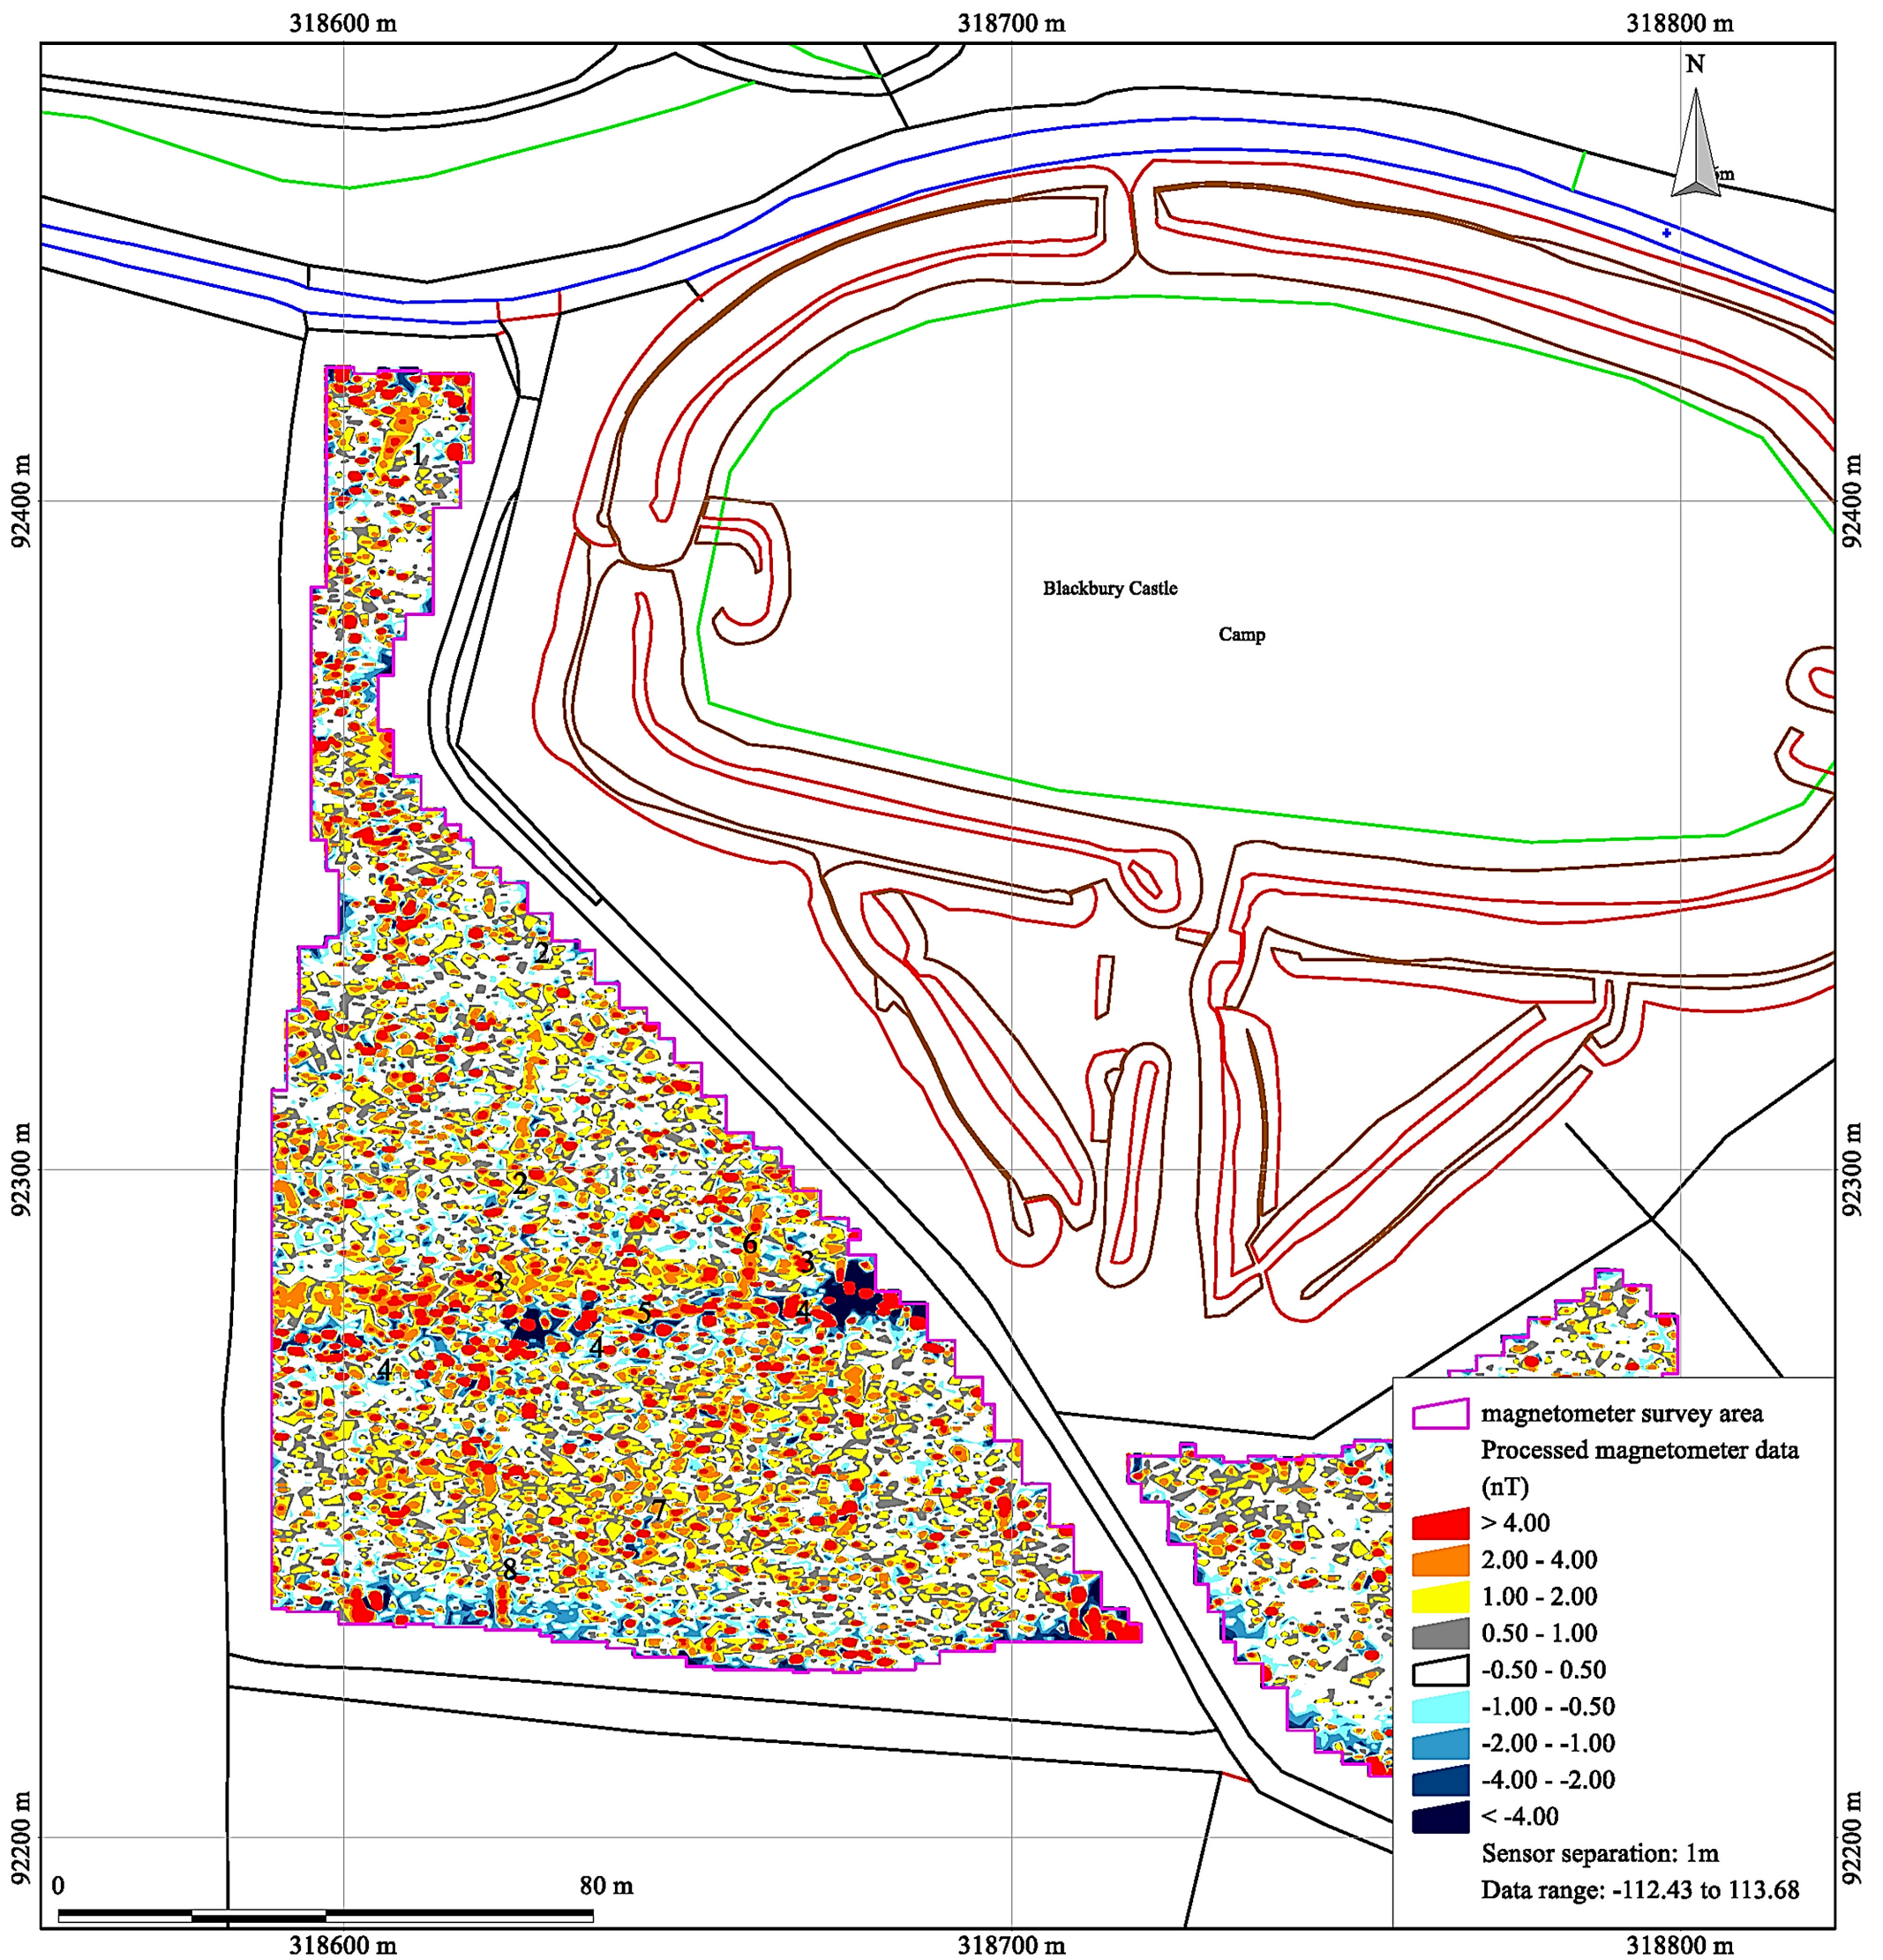 318600 m
318700 m
318800 m
N
92400 m
92400 m
1
Blackbury Castle
Camp
2
92300 m
92300 m
2
6
3
3
4
5
4
4
magnetometer survey area
Processed magnetometer data
(nT)
> 4.00
2.00 - 4.00
1.00 - 2.00
0.50 - 1.00
-0.50 - 0.50
-1.00 - -0.50
-2.00 - -1.00
-4.00 - -2.00
< -4.00
Sensor separation: 1m
Data range: -112.43 to 113.68
7
8
92200 m
92200 m
0
80 m
318600 m
318700 m
318800 m